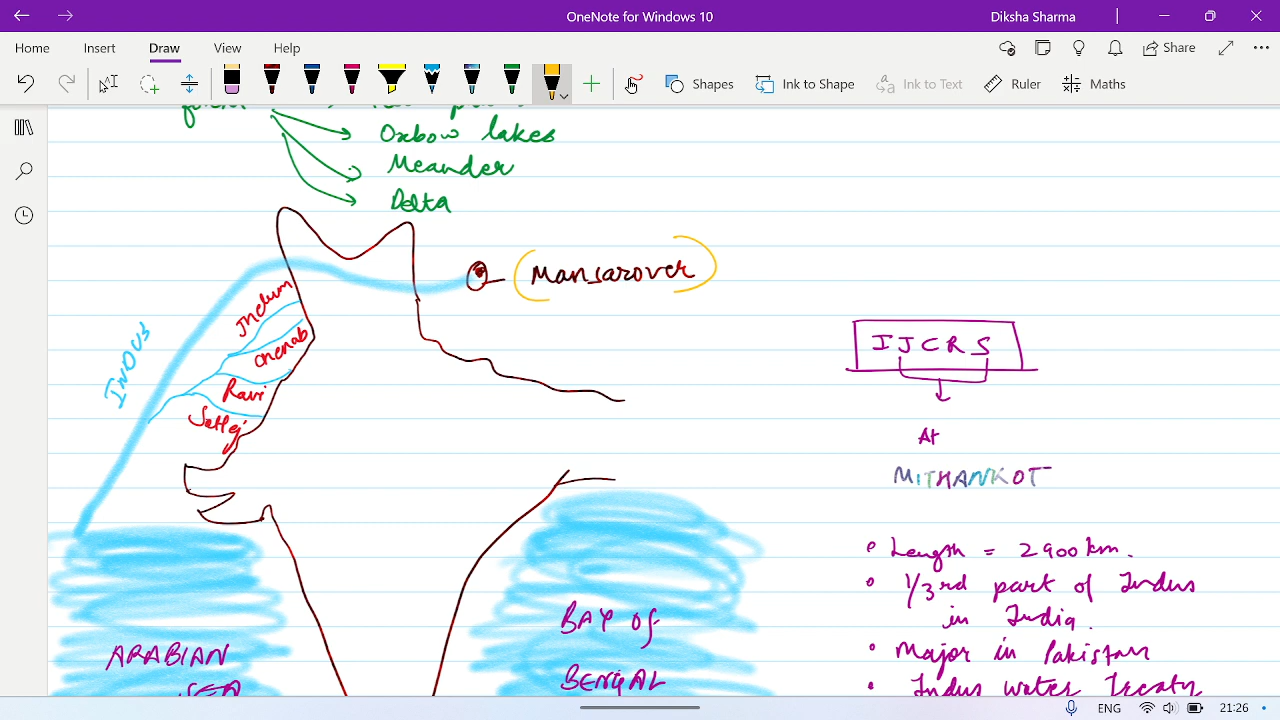 OneNote for Windows 10
Diksha Sharma
Home Insert Draw View Help
Share
Shapes
Ink to Shape
Ink to Text
Ruler
Maths
Oxbow lakes
Meander
Delta
Mansarover
INDUS
Jhelum
Chenab
Ravi
Satlej
IJCRS
At
MITHANKOT
• Length = 2900 km.
• 1/3rd part of Indus
in India.
• Major in Pakistan
• Indus water Treaty
ARABIAN
SEA
BAY OF
BENGAL
ENG
21:26